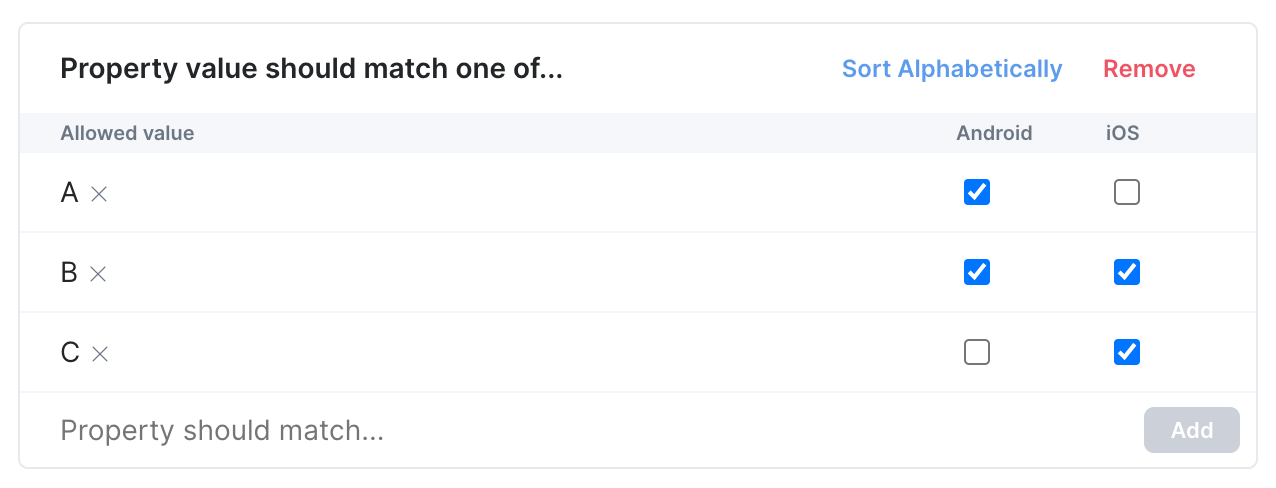 Property value should match one of... Sort Alphabetically Remove
Allowed value Android iOS
A
B
C
Property should match... Add